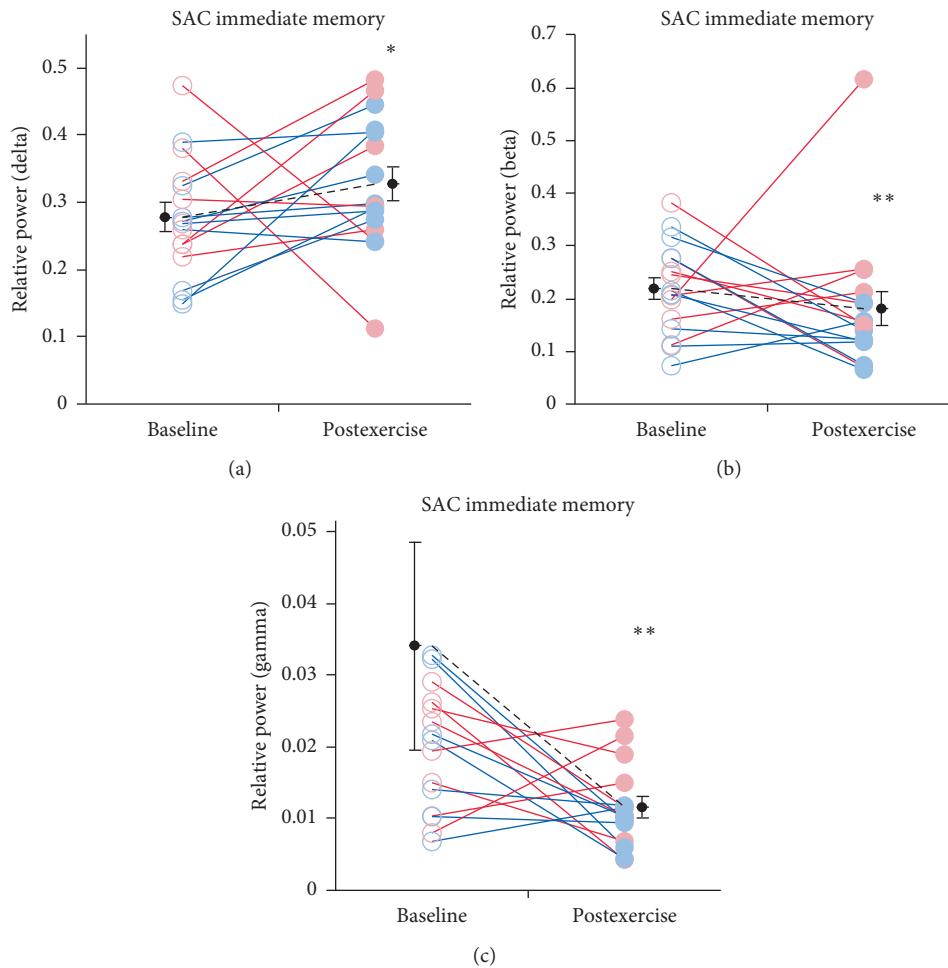 SAC immediate memory
*
0.5
0.4
0.3
0.2
0.1
0
Relative power (delta)
Baseline
Postexercise
(a)
SAC immediate memory
0.7
0.6
0.5
0.4
0.3
0.2
0.1
0
Relative power (beta)
**
Baseline
Postexercise
(b)
SAC immediate memory
0.05
0.04
0.03
0.02
0.01
0
Relative power (gamma)
**
Baseline
Postexercise
(c)